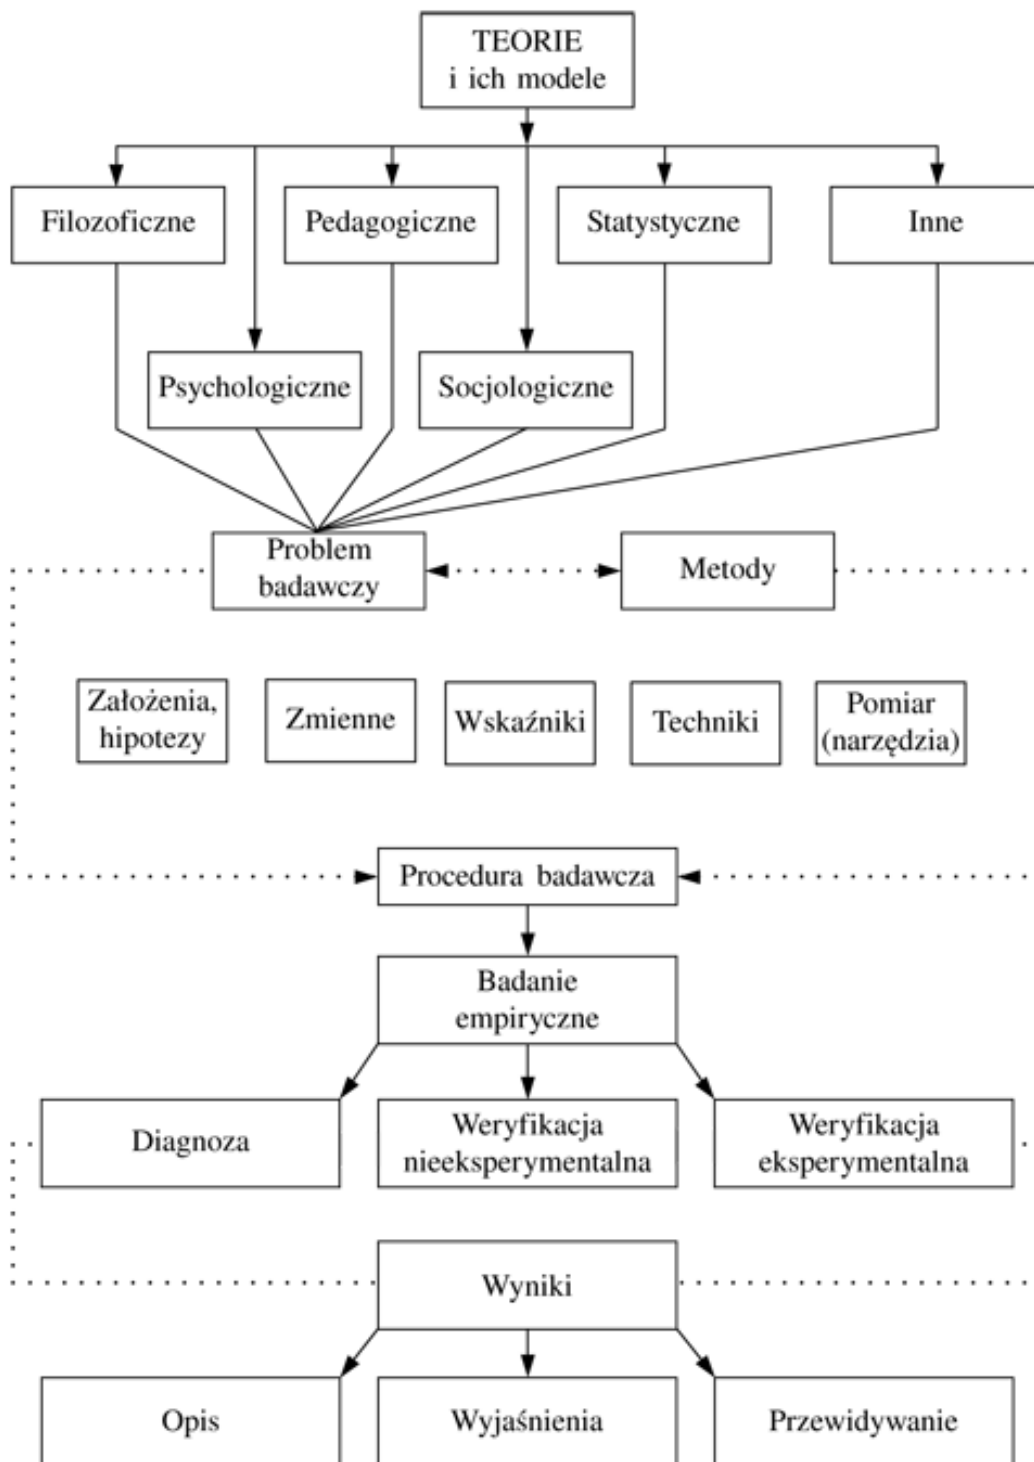 TEORIE
i ich modele
Filozoficzne
Pedagogiczne
Statystyczne
Inne
Psychologiczne
Socjologiczne
Problem
badawczy
Metody
Założenia,
hipotezy
Zmienne
Wskaźniki
Techniki
Pomiar
(narzędzia)
Procedura badawcza
Badanie
empiryczne
Diagnoza
Weryfikacja
nieeksperymentalna
Weryfikacja
eksperymentalna
Wyniki
Opis
Wyjaśnienia
Przewidywanie